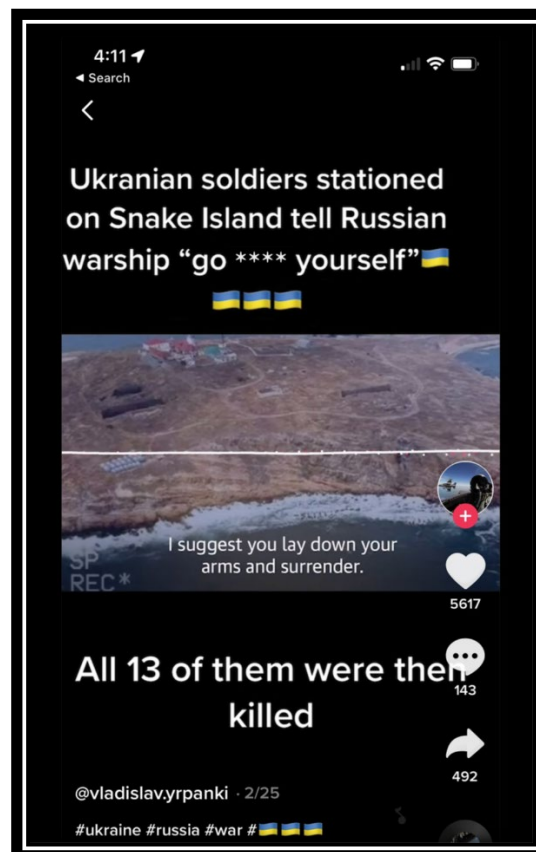 4:11
◄ Search
Ukranian soldiers stationed
on Snake Island tell Russian
warship “go **** yourself”🇺🇦
🇺🇦🇺🇦🇺🇦
I suggest you lay down your
arms and surrender.
SP
REC*
5617
All 13 of them were then
killed
143
492
@vladislav.yrpanki · 2/25
#ukraine #russia #war #🇺🇦🇺🇦🇺🇦